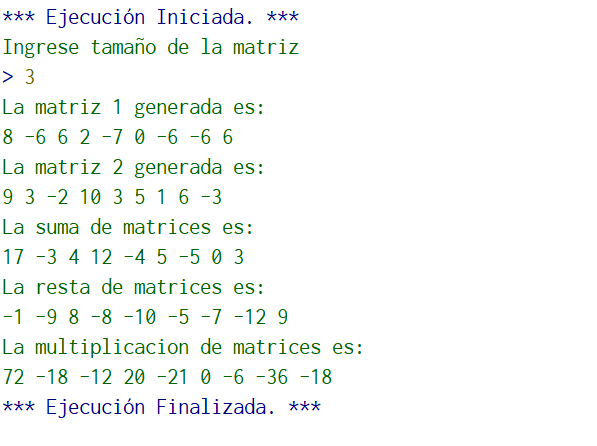 *** Ejecución Iniciada. ***
Ingrese tamaño de la matriz
> 3
La matriz 1 generada es:
8 -6 6 2 -7 0 -6 -6 6
La matriz 2 generada es:
9 3 -2 10 3 5 1 6 -3
La suma de matrices es:
17 -3 4 12 -4 5 -5 0 3
La resta de matrices es:
-1 -9 8 -8 -10 -5 -7 -12 9
La multiplicacion de matrices es:
72 -18 -12 20 -21 0 -6 -36 -18
*** Ejecución Finalizada. ***